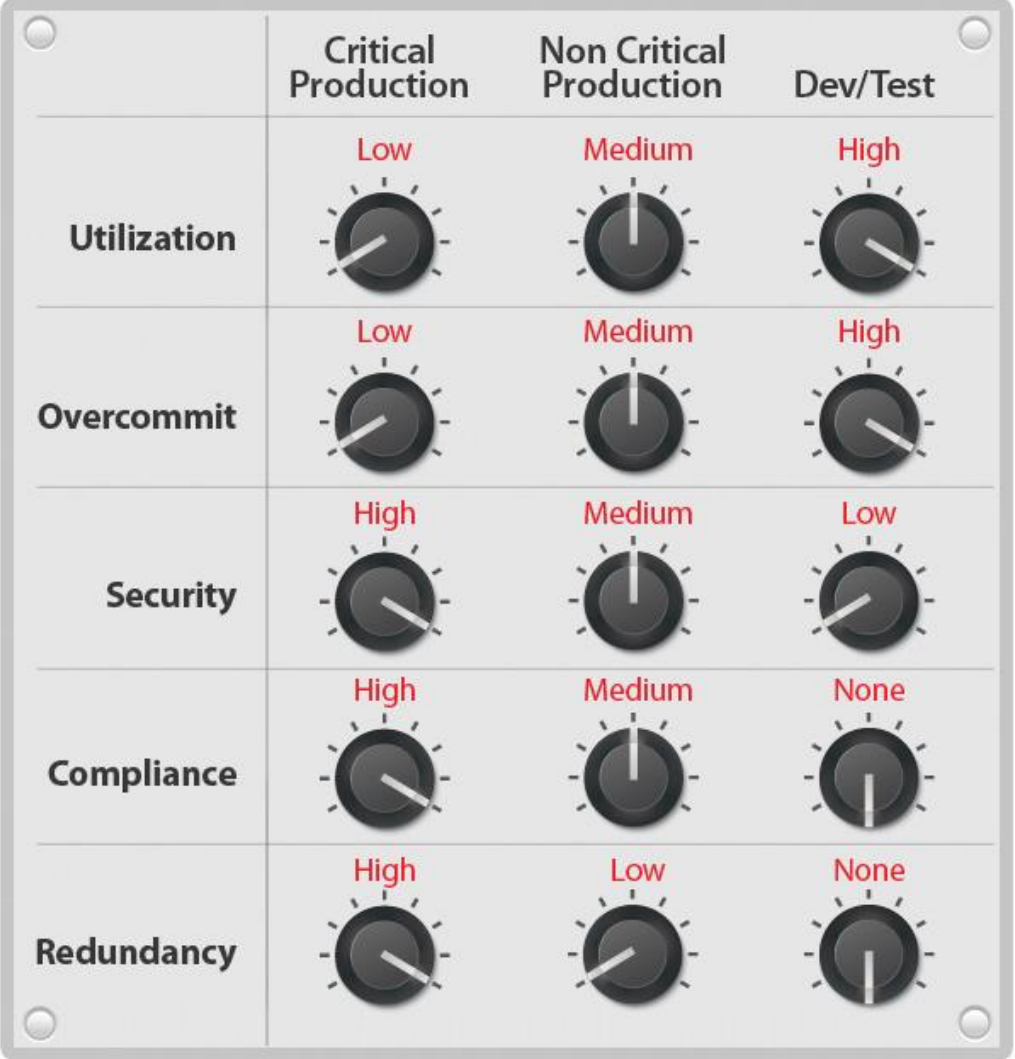 Critical
Production
Non Critical
Production
Dev/Test
Utilization
Low
Medium
High
Overcommit
Low
Medium
High
Security
High
Medium
Low
Compliance
High
Medium
None
Redundancy
High
Low
None